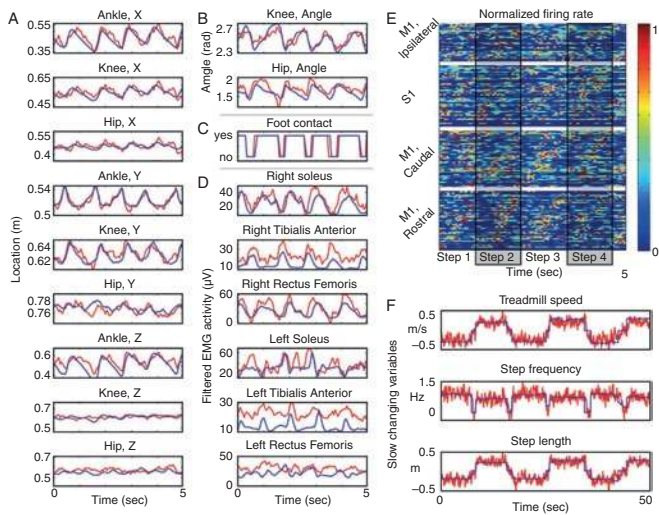 A
Ankle, X
0.55
0.35
Knee, X
0.65
0.45
Hip, X
0.55
0.4
Ankle, Y
0.54
0.5
Knee, Y
0.64
0.62
Hip, Y
0.78
0.76
Ankle, Z
0.6
0.4
Knee, Z
0.7
0.5
Hip, Z
0.7
0.5
0
5
Time (sec)
Location (m)
B
Knee, Angle
2.7
2.3
Hip, Angle
2
1.5
Amgle (rad)
C
Foot contact
yes
no
D
Right soleus
40
20
Right Tibialis Anterior
40
20
0
Right Rectus Femoris
60
0
Left Soleus
60
30
0
Left Tibialis Anterior
30
10
Left Rectus Femoris
50
0
0
5
Time (sec)
Filtered EMG activity (µV)
E
Normalized firing rate
M1,
Ipsilateral
S1
M1,
Caudal
M1,
Rostral
Step 1
Step 2
Step 3
Step 4
Time (sec)
5
1
0
F
Treadmill speed
0.5
m/s
−0.5
Step frequency
1.5
Hz
0
Step length
0.5
m
−0.5
0
50
Time (sec)
Slow changing variables